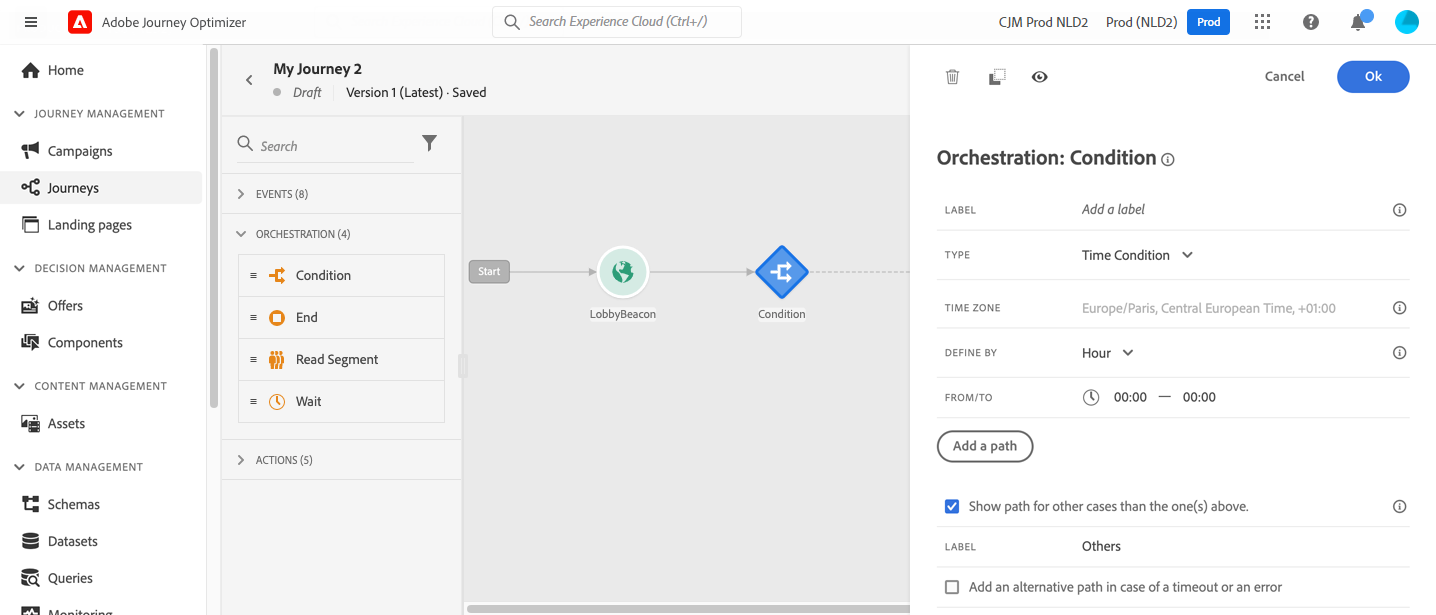 Adobe Journey Optimizer
Search Experience Cloud (Ctrl+/)
CJM Prod NLD2
Prod (NLD2)
Prod
Home
JOURNEY MANAGEMENT
Campaigns
Journeys
Landing pages
DECISION MANAGEMENT
Offers
Components
CONTENT MANAGEMENT
Assets
DATA MANAGEMENT
Schemas
Datasets
Queries
Monitoring
My Journey 2
Draft
Version 1 (Latest) · Saved
Search
EVENTS (8)
ORCHESTRATION (4)
Condition
End
Read Segment
Wait
ACTIONS (5)
Start
LobbyBeacon
Condition
Cancel
Ok
Orchestration: Condition
LABEL
Add a label
TYPE
Time Condition
TIME ZONE
Europe/Paris, Central European Time, +01:00
DEFINE BY
Hour
FROM/TO
00:00 — 00:00
Add a path
Show path for other cases than the one(s) above.
LABEL
Others
Add an alternative path in case of a timeout or an error